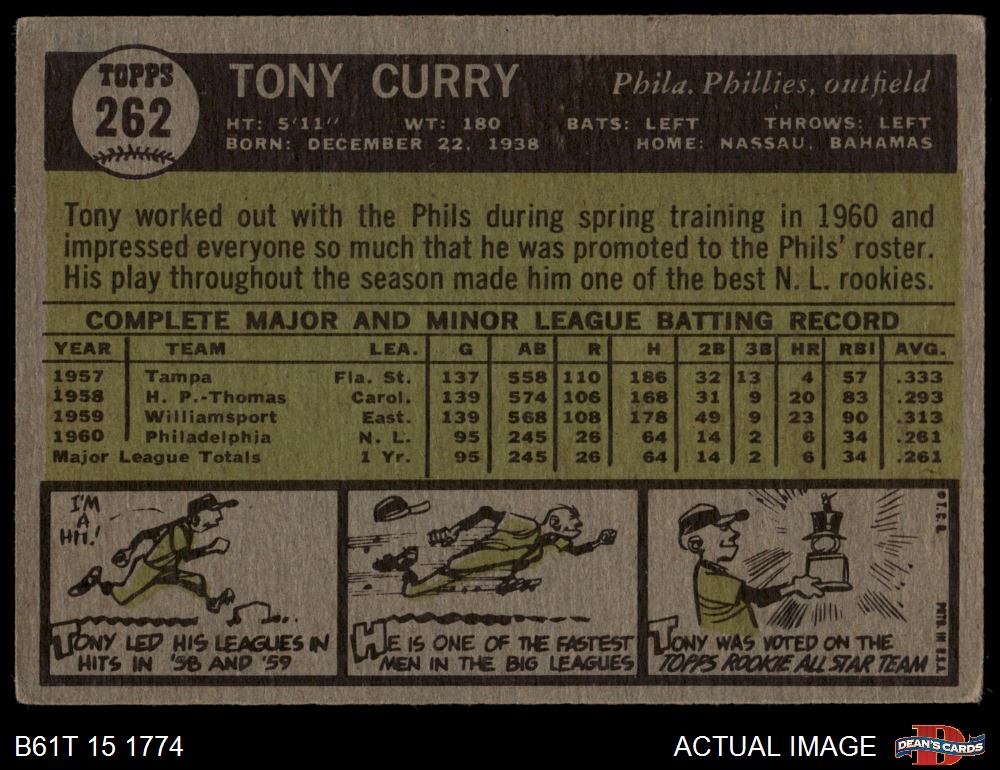 TOPPS
262
TONY CURRY
Phila. Phillies, outfield
HT: 5'11" WT: 180 BATS: LEFT THROWS: LEFT
BORN: DECEMBER 22, 1938 HOME: NASSAU, BAHAMAS
Tony worked out with the Phils during spring training in 1960 and
impressed everyone so much that he was promoted to the Phils' roster.
His play throughout the season made him one of the best N. L. rookies.
COMPLETE MAJOR AND MINOR LEAGUE BATTING RECORD
YEAR TEAM LEA. G AB R H 2B 3B HR RBI AVG.
1957 Tampa Fla. St. 137 558 110 186 32 13 4 57 .333
1958 H. P.-Thomas Carol. 139 574 106 168 31 9 20 83 .293
1959 Williamsport East. 139 568 108 178 49 9 23 90 .313
1960 Philadelphia N. L. 95 245 26 64 14 2 6 34 .261
Major League Totals 1 Yr. 95 245 26 64 14 2 6 34 .261
I'M
A
HIT!
TONY LED HIS LEAGUES IN
HITS IN '58 AND '59
HE IS ONE OF THE FASTEST
MEN IN THE BIG LEAGUES
TONY WAS VOTED ON THE
TOPPS ROOKIE ALL STAR TEAM
© T.C.G.
PRTD. IN U.S.A.
B61T 15 1774
ACTUAL IMAGE
D
DEAN'S CARDS